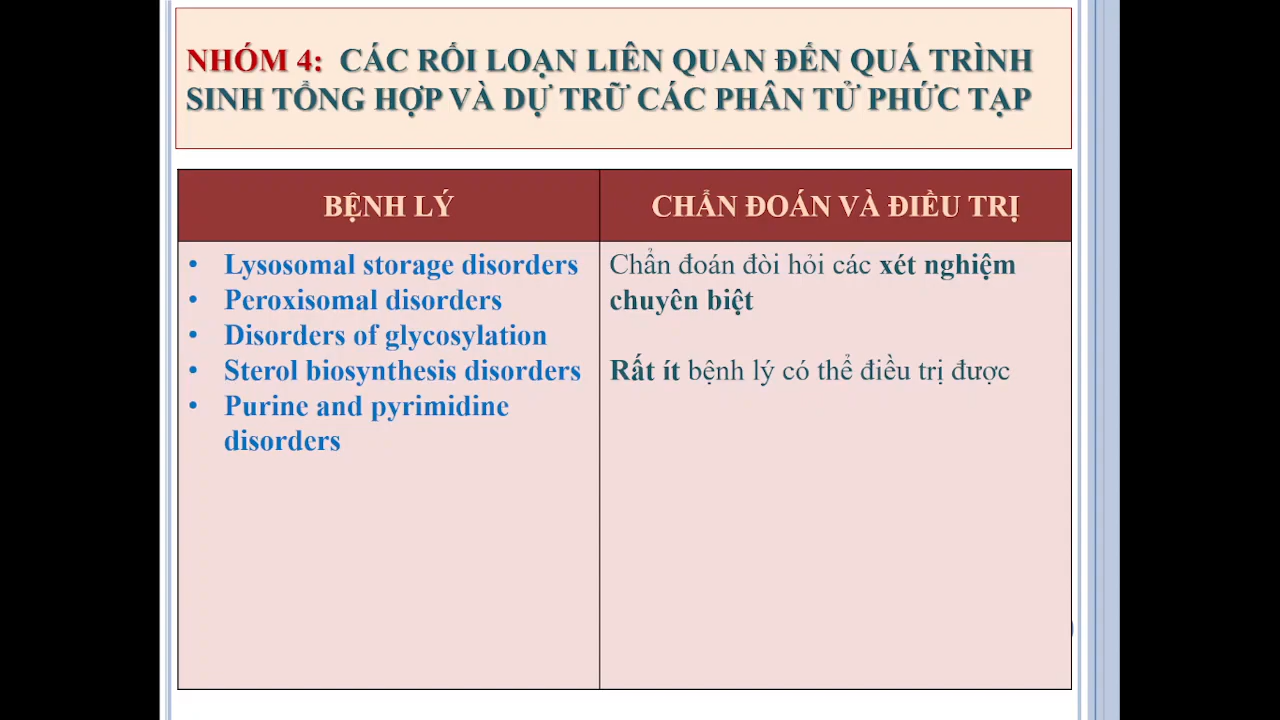 NHÓM 4: CÁC RỐI LOẠN LIÊN QUAN ĐẾN QUÁ TRÌNH
SINH TỔNG HỢP VÀ DỰ TRỮ CÁC PHÂN TỬ PHỨC TẠP
BỆNH LÝ
CHẨN ĐOÁN VÀ ĐIỀU TRỊ
• Lysosomal storage disorders
• Peroxisomal disorders
• Disorders of glycosylation
• Sterol biosynthesis disorders
• Purine and pyrimidine
disorders
Chẩn đoán đòi hỏi các xét nghiệm
chuyên biệt
Rất ít bệnh lý có thể điều trị được